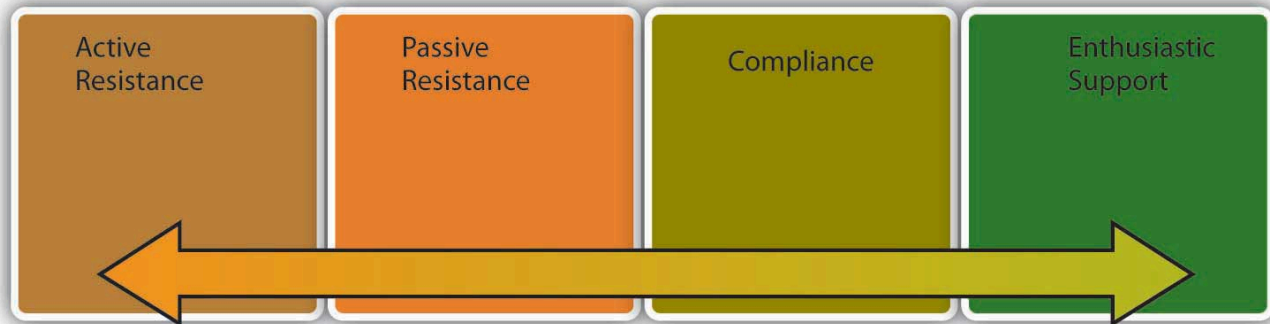 Active
Resistance
Passive
Resistance
Compliance
Enthusiastic
Support